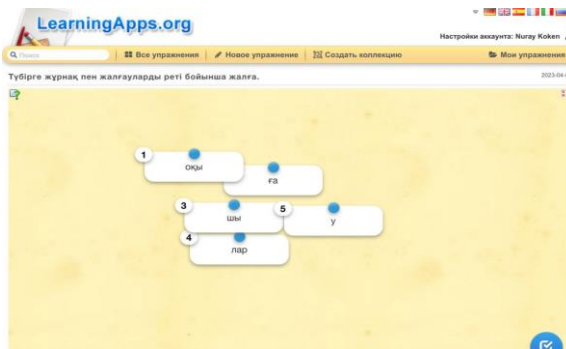 LearningApps.org
Настройки аккаунта: Nuray Koken
Поиск
Все упражнения
Новое упражнение
Создать коллекцию
Мои упражнения
Түбірге жұрнақ пен жалғауларды реті бойынша жалға.
1
оқы
ға
3
шы
5
у
4
лар